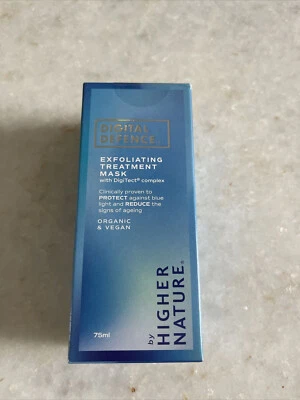 DIGITAL
DEFENCE
EXFOLIATING
TREATMENT
MASK
with DigiTect® complex
Clinically proven to
PROTECT against blue
light and REDUCE the
signs of ageing
ORGANIC
& VEGAN
by HIGHER
NATURE®
75ml